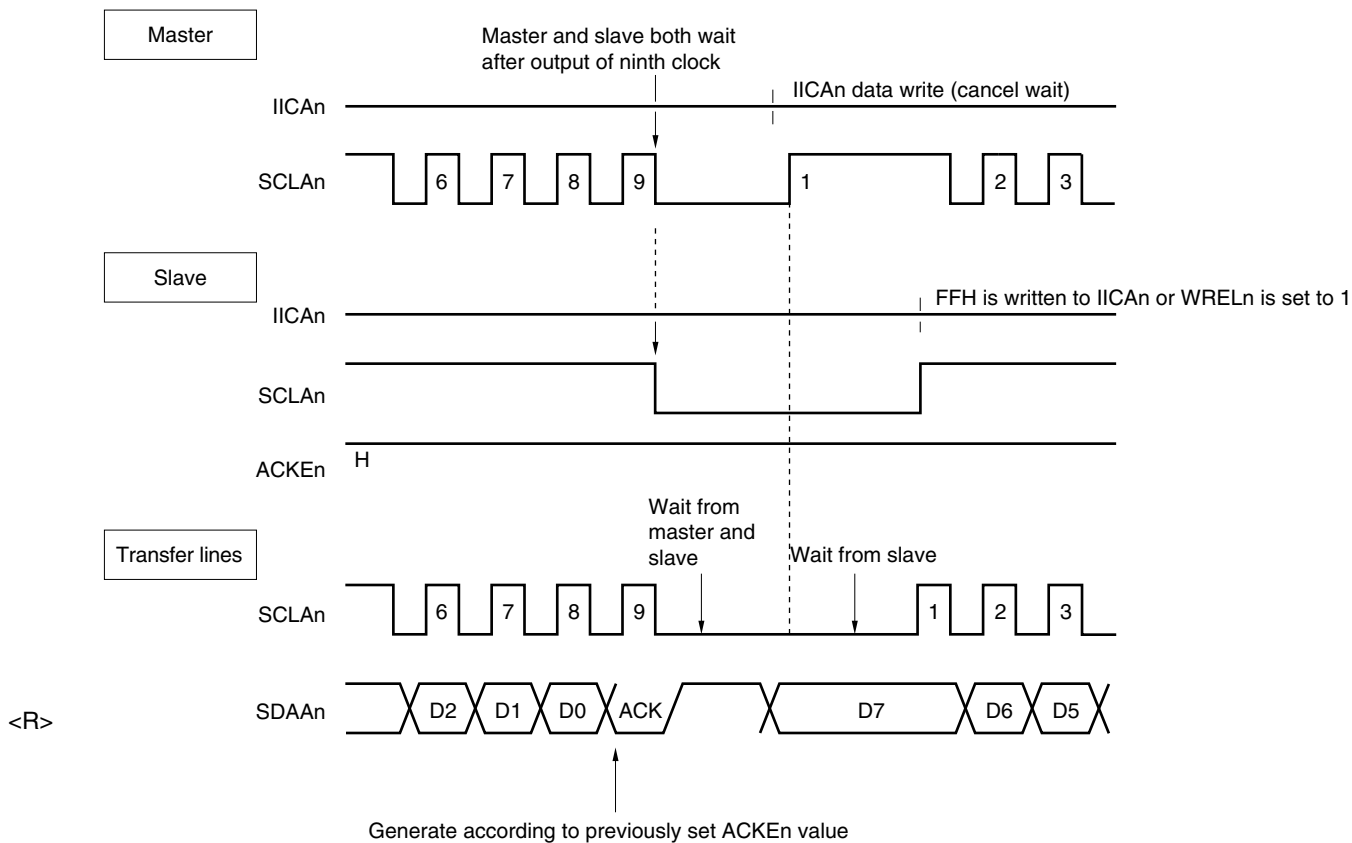 Master
Master and slave both wait
after output of ninth clock
IICAn
IICAn data write (cancel wait)
SCLAn
6 7 8 9 1 2 3
Slave
FFH is written to IICAn or WRELn is set to 1
IICAn
SCLAn
H
ACKEn
Wait from
master and
slave
Wait from slave
Transfer lines
SCLAn
6 7 8 9 1 2 3
<R>
SDAAn
D2 D1 D0 ACK D7 D6 D5
Generate according to previously set ACKEn value